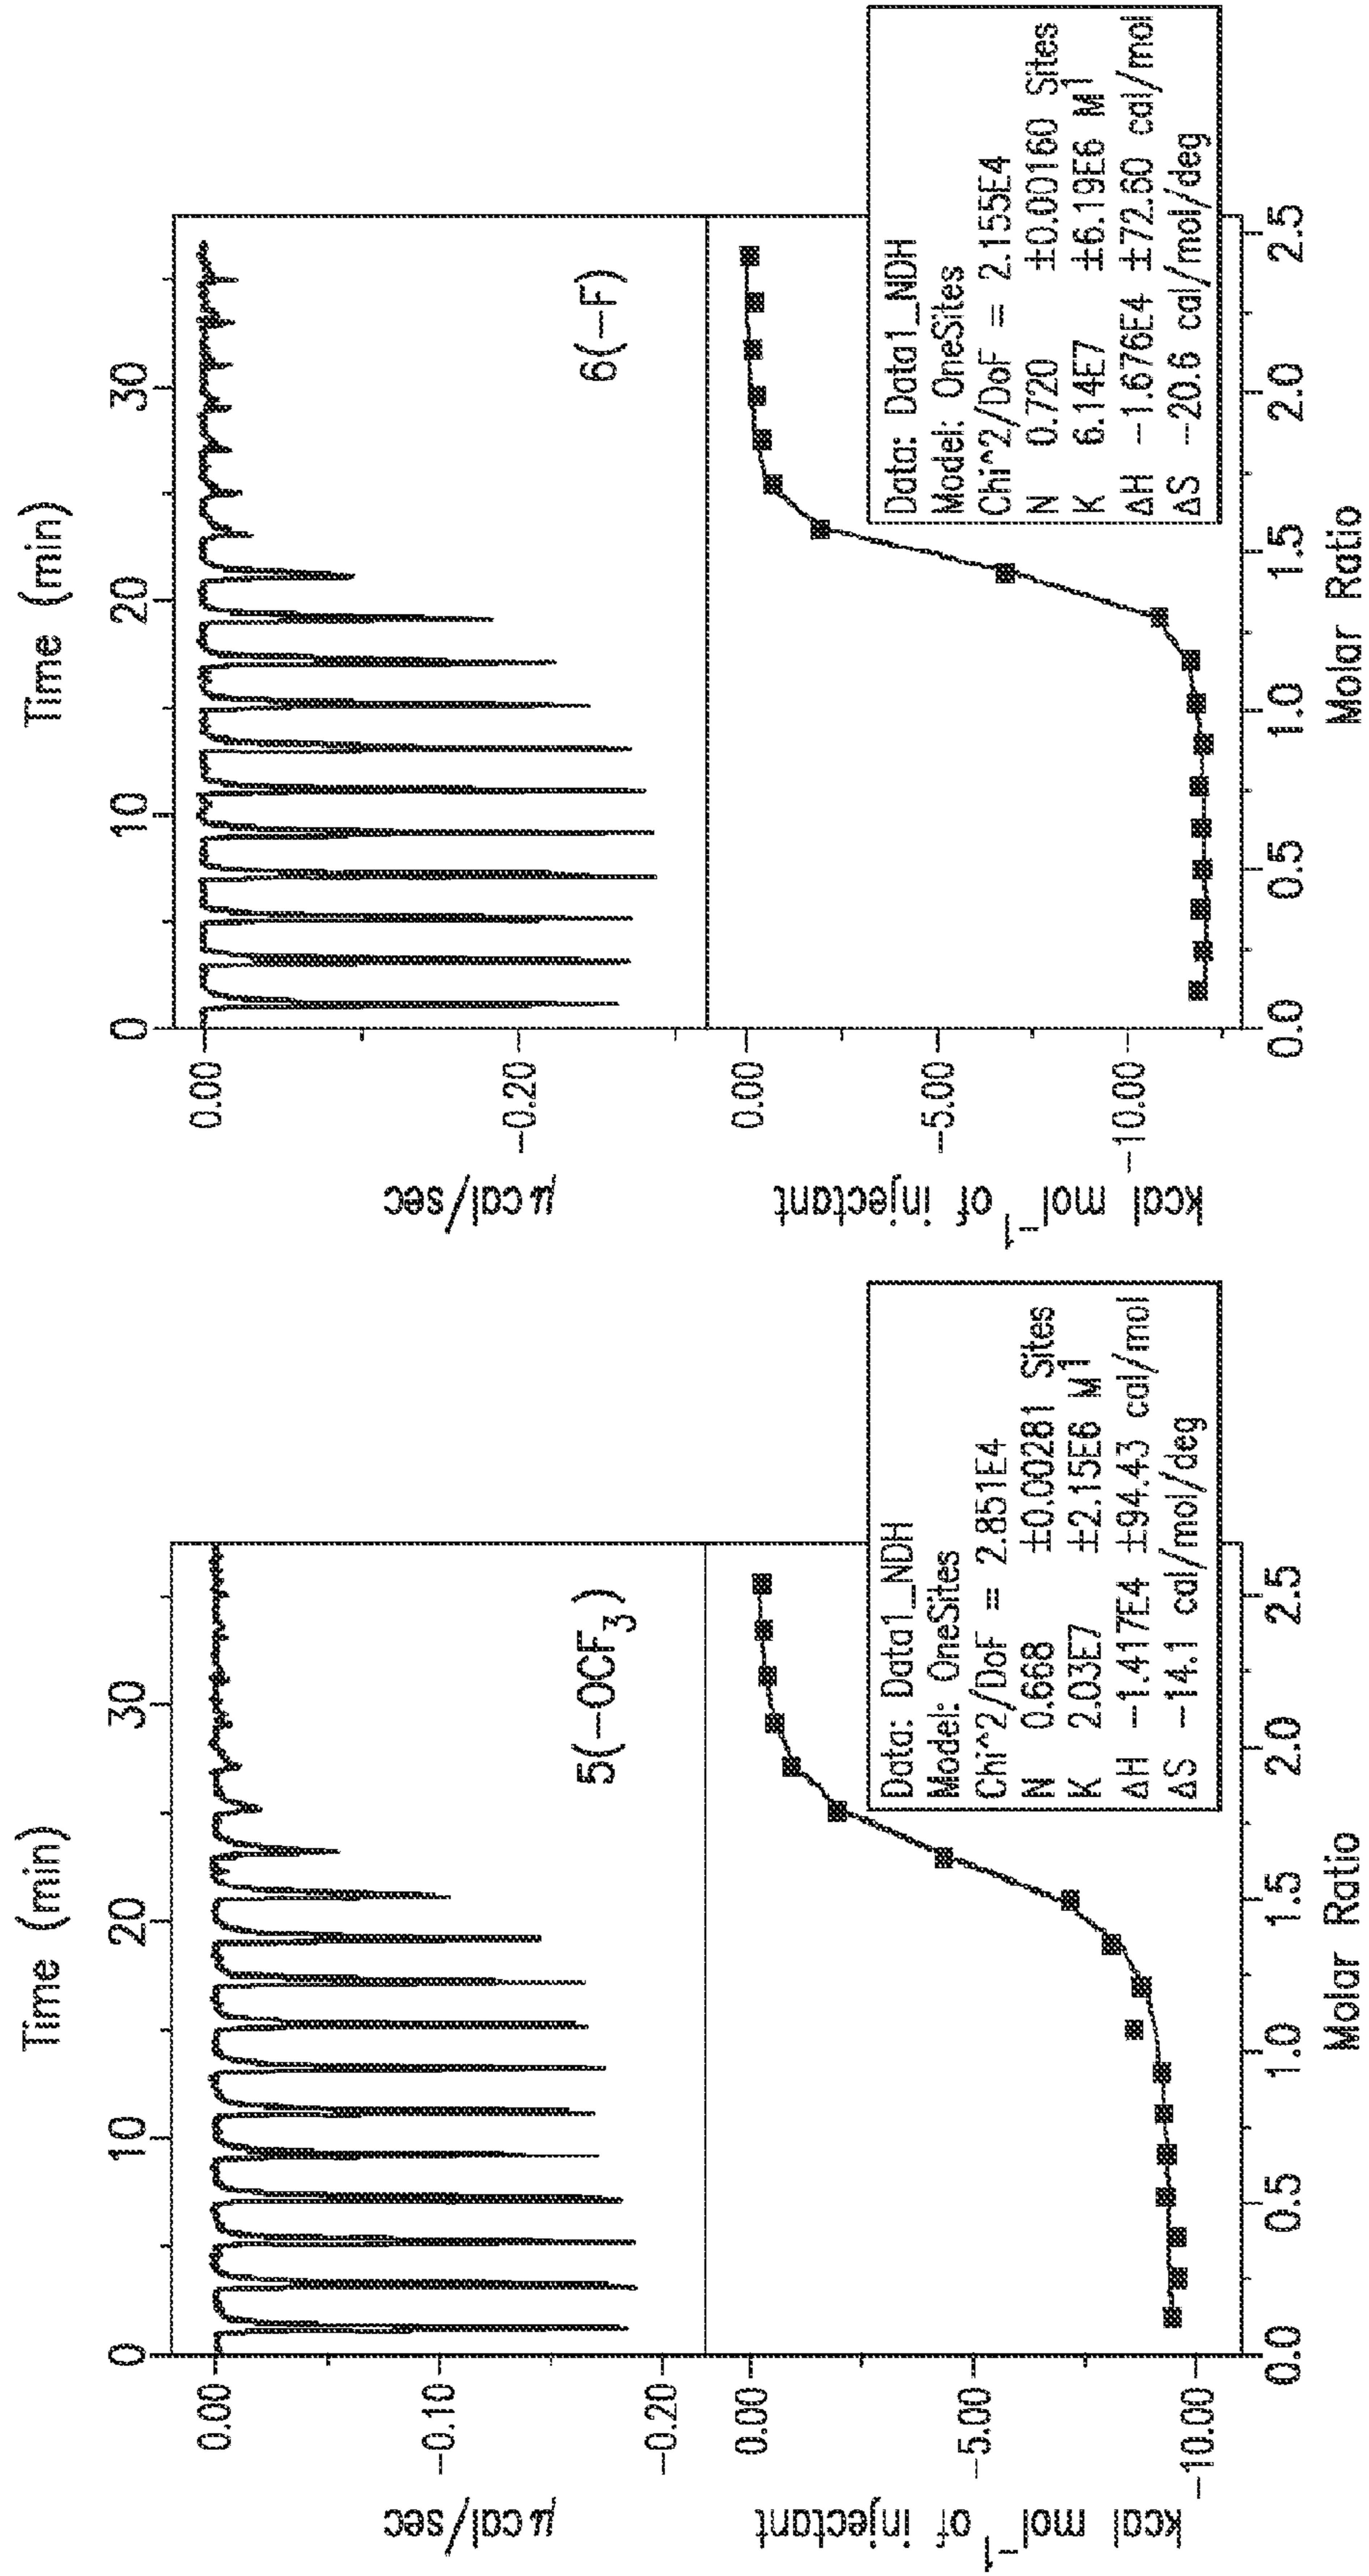 Time (min)
0 10 20 30
0.00
-0.10
-0.20
μcal/sec
5(-OCF3)
0.00
-5.00
-10.00
kcal mol-1 of injectant
Data: Data1_NDH
Model: OneSites
Chi^2/DoF = 2.851E4
N 0.668 ±0.00281 Sites
K 2.03E7 ±2.15E6 M1
ΔH -1.417E4 ±94.43 cal/mol
ΔS -14.1 cal/mol/deg
0.0 0.5 1.0 1.5 2.0 2.5
Molar Ratio
Time (min)
0 10 20 30
0.00
-0.20
μcal/sec
6(-F)
0.00
-5.00
-10.00
kcal mol-1 of injectant
Data: Data1_NDH
Model: OneSites
Chi^2/DoF = 2.155E4
N 0.720 ±0.00160 Sites
K 6.14E7 ±6.19E6 M1
ΔH -1.676E4 ±72.60 cal/mol
ΔS -20.6 cal/mol/deg
0.0 0.5 1.0 1.5 2.0 2.5
Molar Ratio